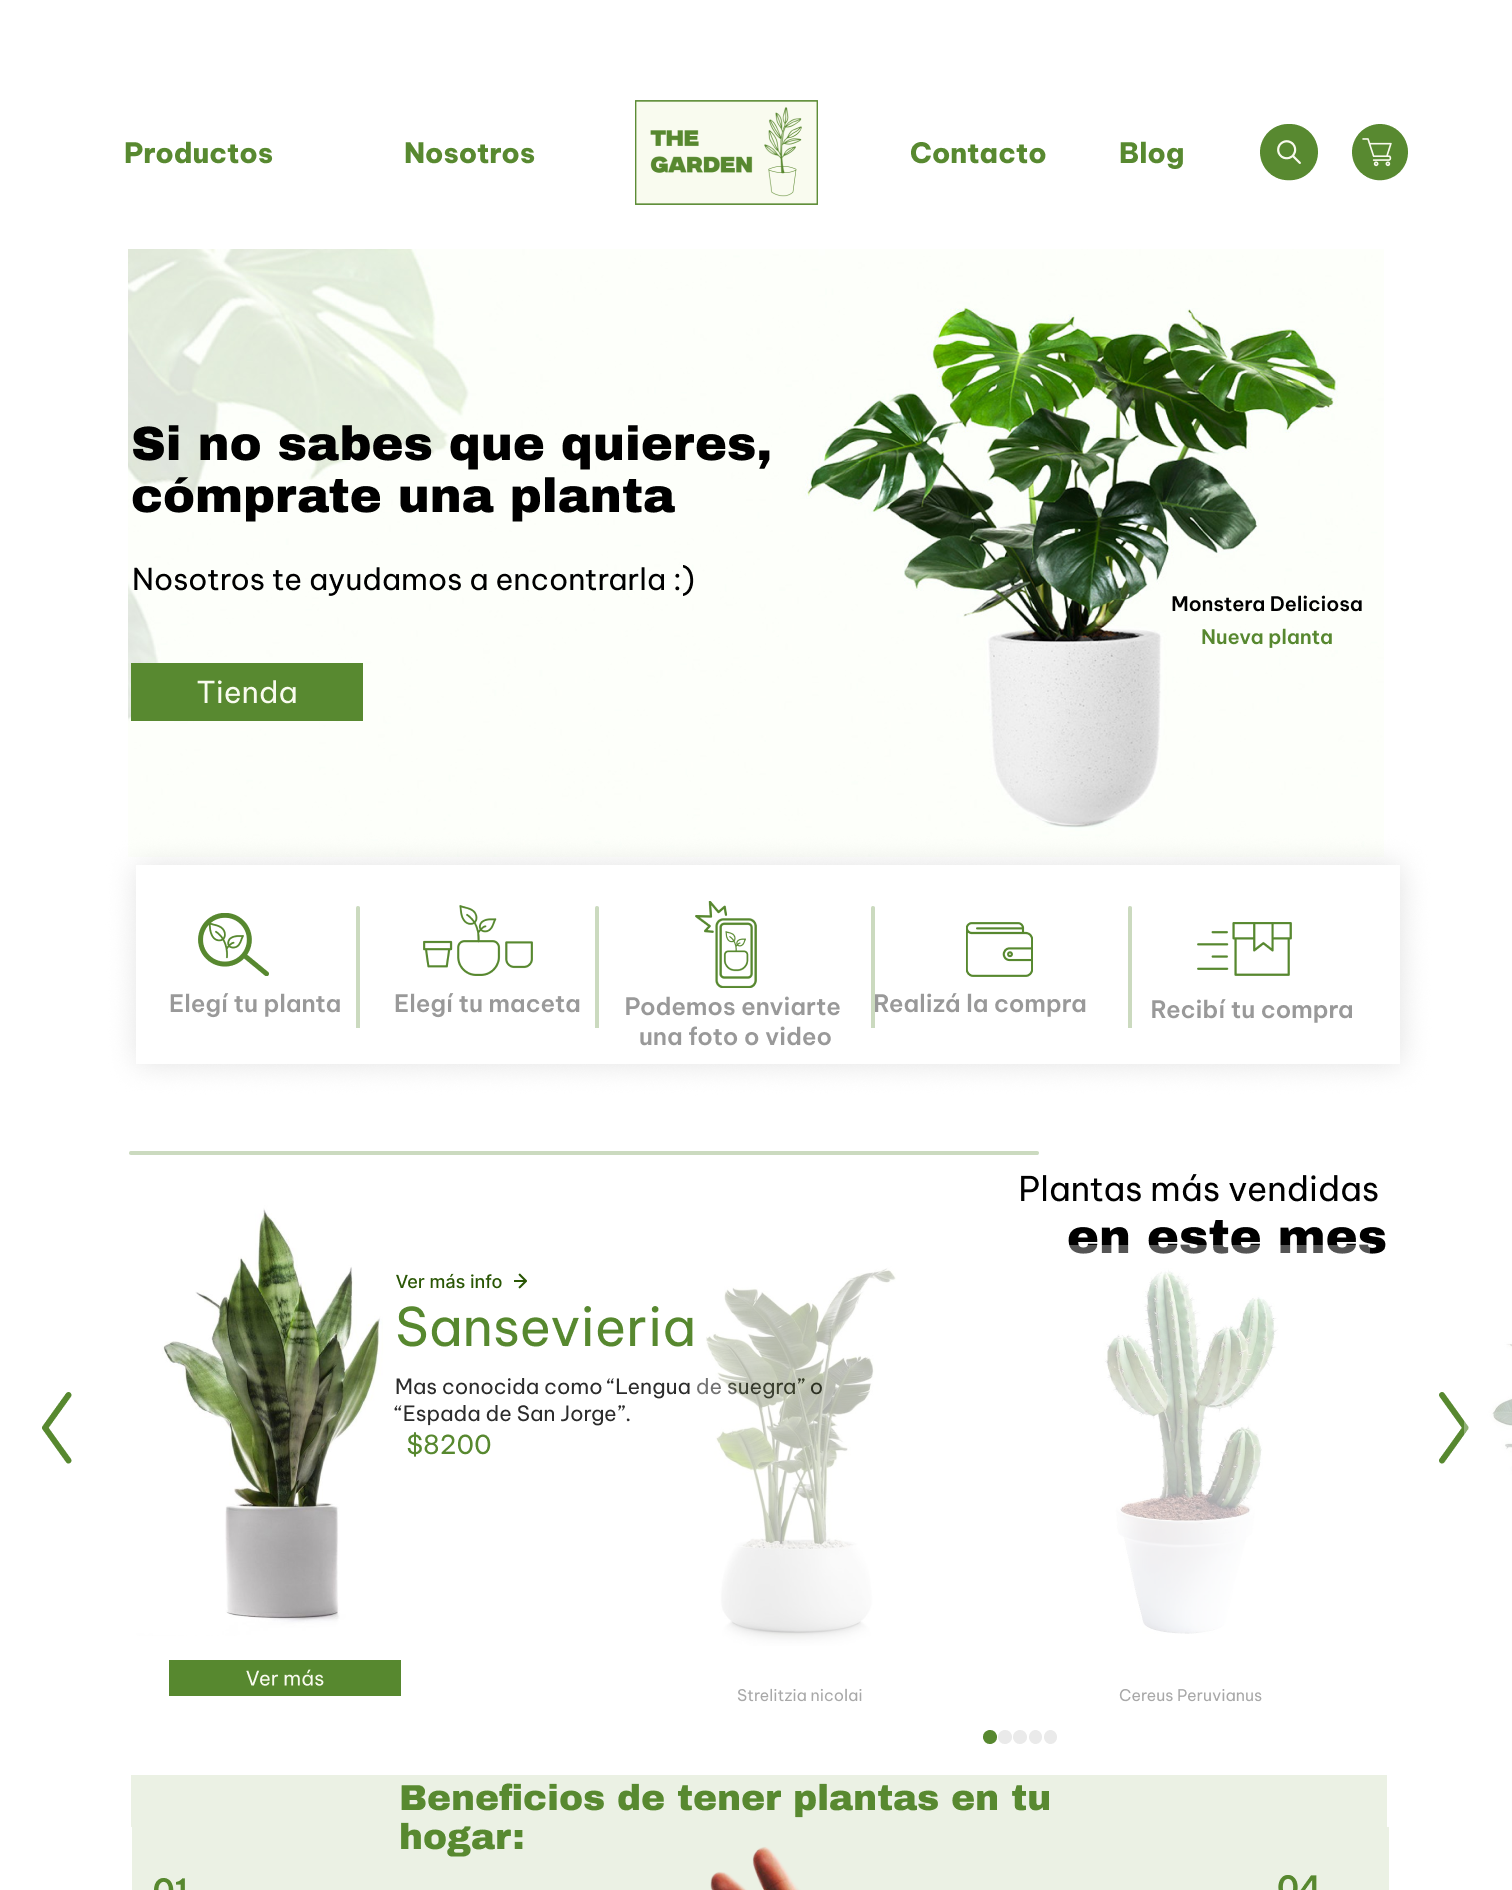 Productos
Nosotros
THE
GARDEN
Contacto
Blog
Si no sabes que quieres,
cómprate una planta
Nosotros te ayudamos a encontrarla :)
Tienda
Monstera Deliciosa
Nueva planta
Elegí tu planta
Elegí tu maceta
Podemos enviarte
una foto o video
Realizá la compra
Recibí tu compra
Plantas más vendidas
en este mes
Ver más info
Sansevieria
Mas conocida como “Lengua de suegra” o
“Espada de San Jorge”.
$8200
Ver más
Strelitzia nicolai
Cereus Peruvianus
Beneficios de tener plantas en tu
hogar:
01
04